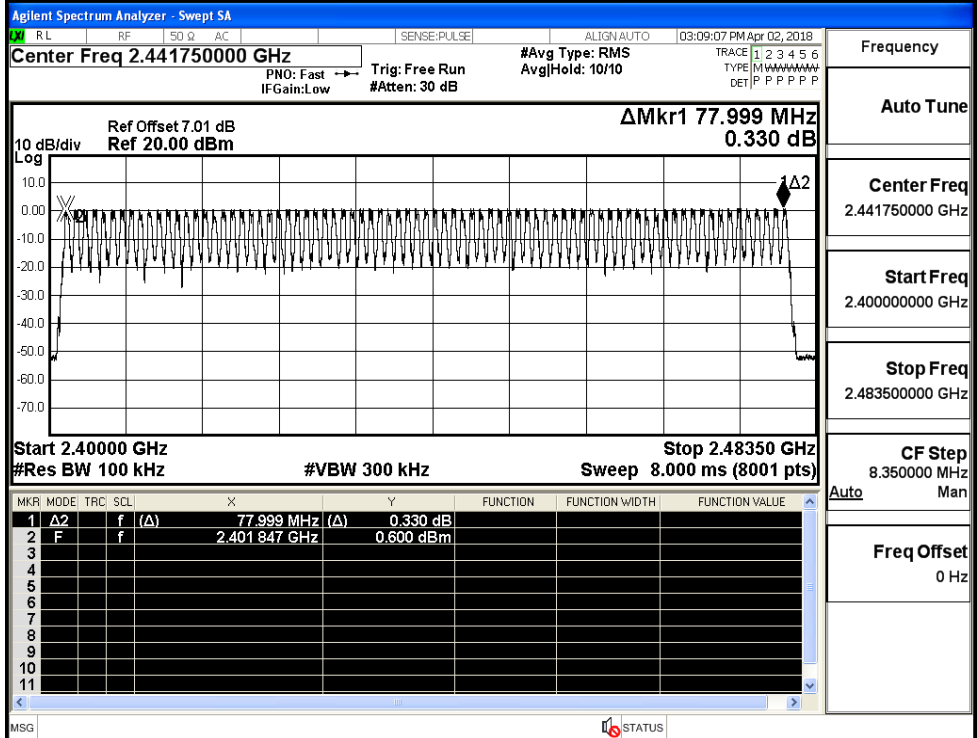 Agilent Spectrum Analyzer - Swept SA
LXI RL RF 50 Ω AC SENSE:PULSE ALIGN AUTO 03:09:07 PM Apr 02, 2018
Center Freq 2.441750000 GHz
PNO: Fast
IFGain:Low
Trig: Free Run
#Atten: 30 dB
#Avg Type: RMS
Avg|Hold: 10/10
TRACE 1 2 3 4 5 6
TYPE MWWWWW
DET P P P P P P
Frequency
Auto Tune
Center Freq
2.441750000 GHz
Start Freq
2.400000000 GHz
Stop Freq
2.483500000 GHz
CF Step
8.350000 MHz
Auto Man
Freq Offset
0 Hz
ΔMkr1 77.999 MHz
0.330 dB
Ref Offset 7.01 dB
10 dB/div Ref 20.00 dBm
Log
10.0
0.00
-10.0
-20.0
-30.0
-40.0
-50.0
-60.0
-70.0
1Δ2
2
Start 2.40000 GHz
Stop 2.48350 GHz
#Res BW 100 kHz
#VBW 300 kHz
Sweep 8.000 ms (8001 pts)
MKR MODE TRC SCL X Y FUNCTION FUNCTION WIDTH FUNCTION VALUE
1 Δ2 f (Δ) 77.999 MHz (Δ) 0.330 dB
2 F f 2.401 847 GHz 0.600 dBm
3
4
5
6
7
8
9
10
11
MSG
STATUS